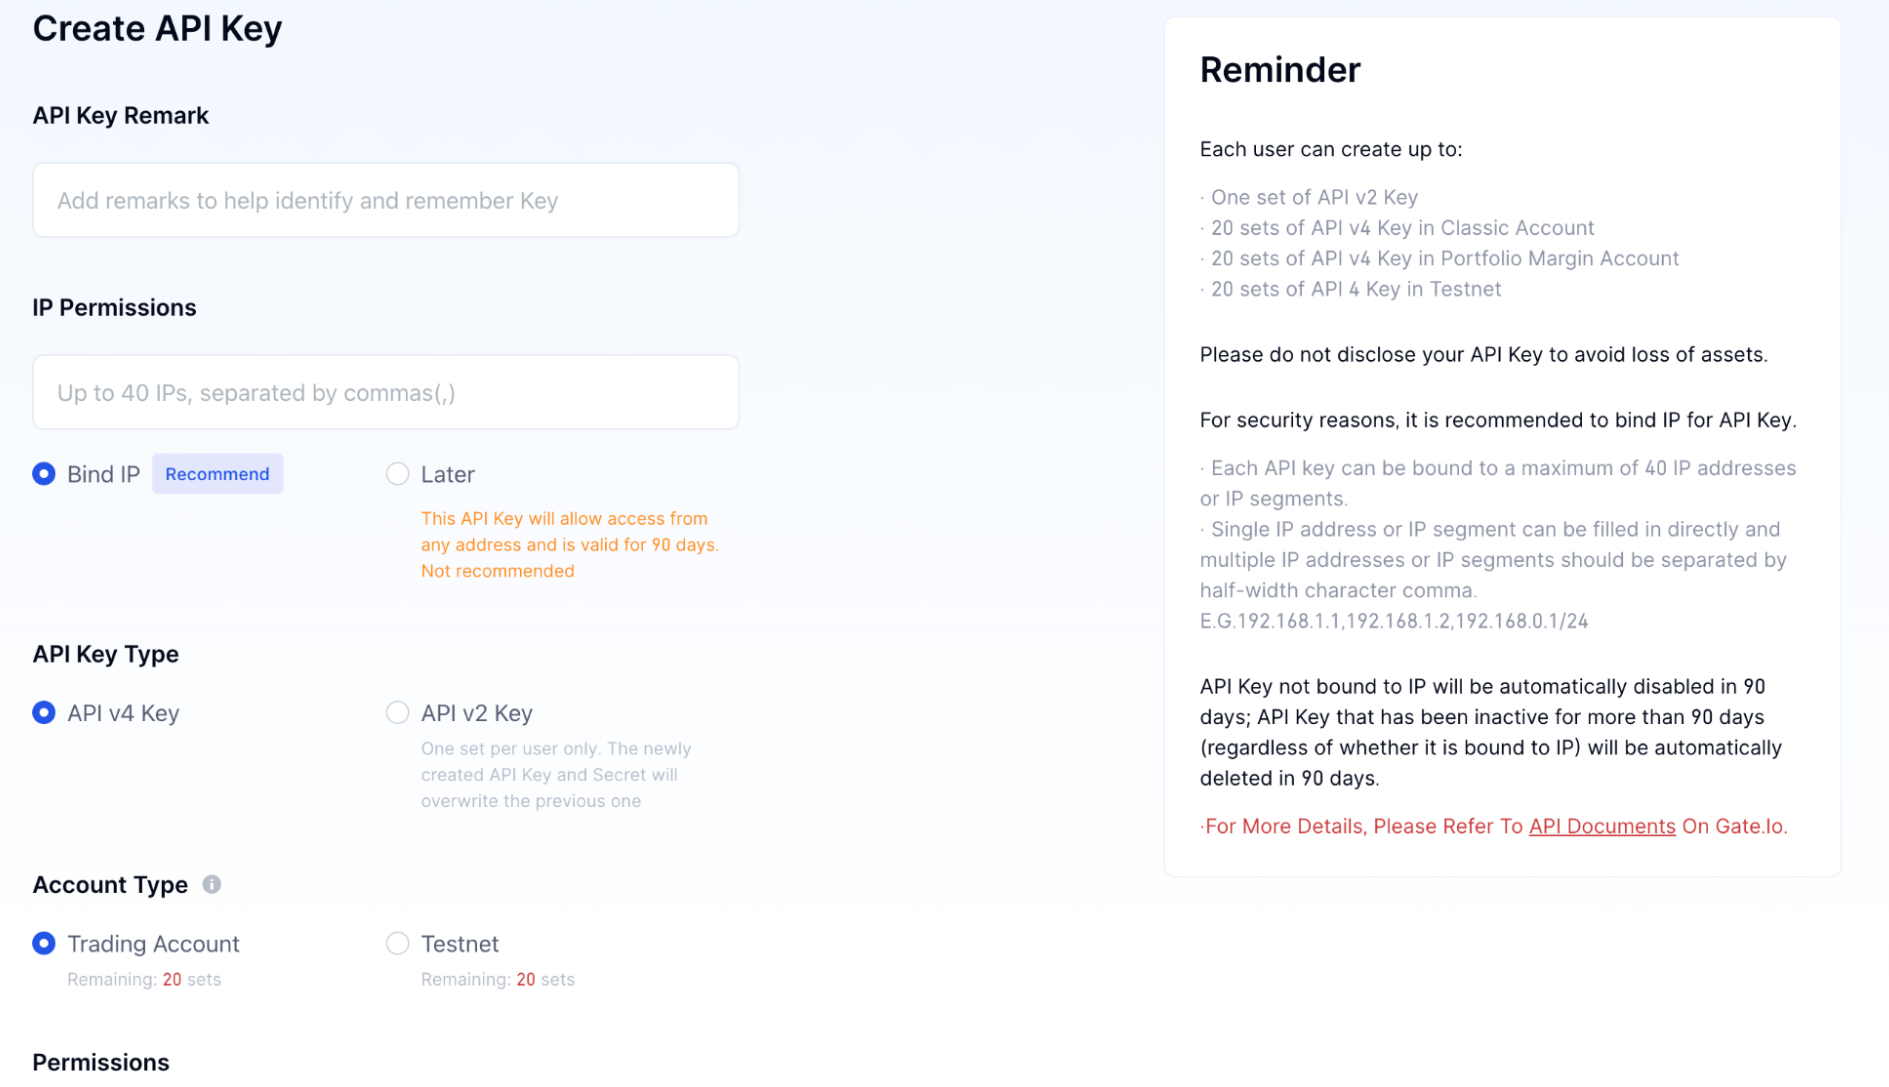 Create API Key
API Key Remark
Add remarks to help identify and remember Key
IP Permissions
Up to 40 IPs, separated by commas(,)
Bind IP Recommend
Later
This API Key will allow access from
any address and is valid for 90 days.
Not recommended
API Key Type
API v4 Key
API v2 Key
One set per user only. The newly
created API Key and Secret will
overwrite the previous one
Account Type
Trading Account
Remaining: 20 sets
Testnet
Remaining: 20 sets
Permissions
Reminder
Each user can create up to:
· One set of API v2 Key
· 20 sets of API v4 Key in Classic Account
· 20 sets of API v4 Key in Portfolio Margin Account
· 20 sets of API 4 Key in Testnet
Please do not disclose your API Key to avoid loss of assets.
For security reasons, it is recommended to bind IP for API Key.
· Each API key can be bound to a maximum of 40 IP addresses
or IP segments.
· Single IP address or IP segment can be filled in directly and
multiple IP addresses or IP segments should be separated by
half-width character comma.
E.G.192.168.1.1,192.168.1.2,192.168.0.1/24
API Key not bound to IP will be automatically disabled in 90
days; API Key that has been inactive for more than 90 days
(regardless of whether it is bound to IP) will be automatically
deleted in 90 days.
·For More Details, Please Refer To API Documents On Gate.Io.